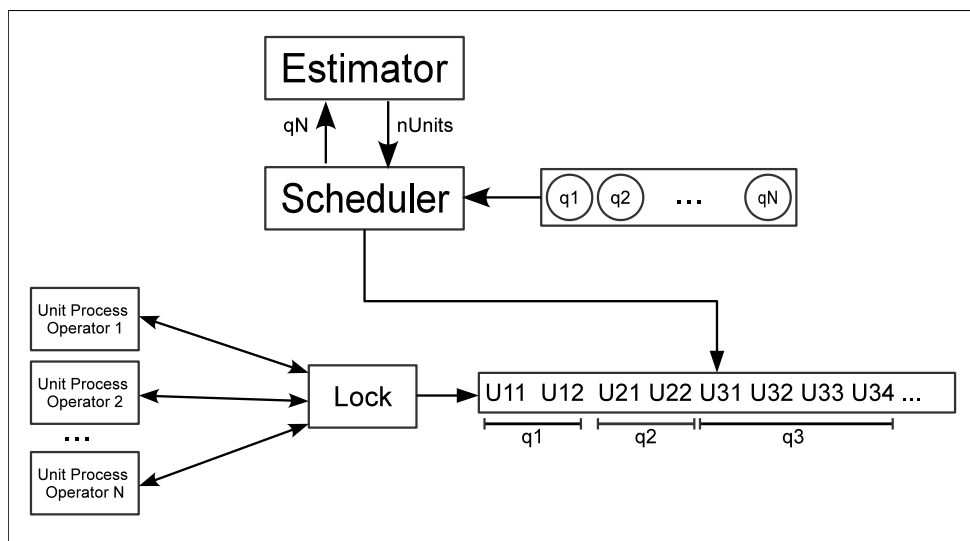 Estimator
qN
nUnits
Scheduler
q1 q2 ... qN
Unit Process
Operator 1
Unit Process
Operator 2
...
Unit Process
Operator N
Lock
U11 U12 U21 U22 U31 U32 U33 U34 ...
q1 q2 q3